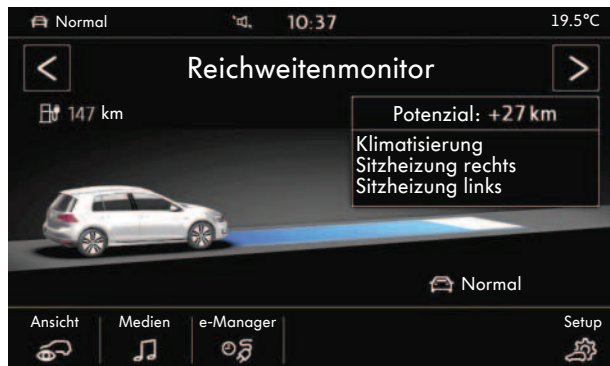 Normal 10:37 19.5°C
Reichweitenmonitor
147 km
Potenzial: +27 km
Klimatisierung
Sitzheizung rechts
Sitzheizung links
Normal
Ansicht Medien e-Manager Setup